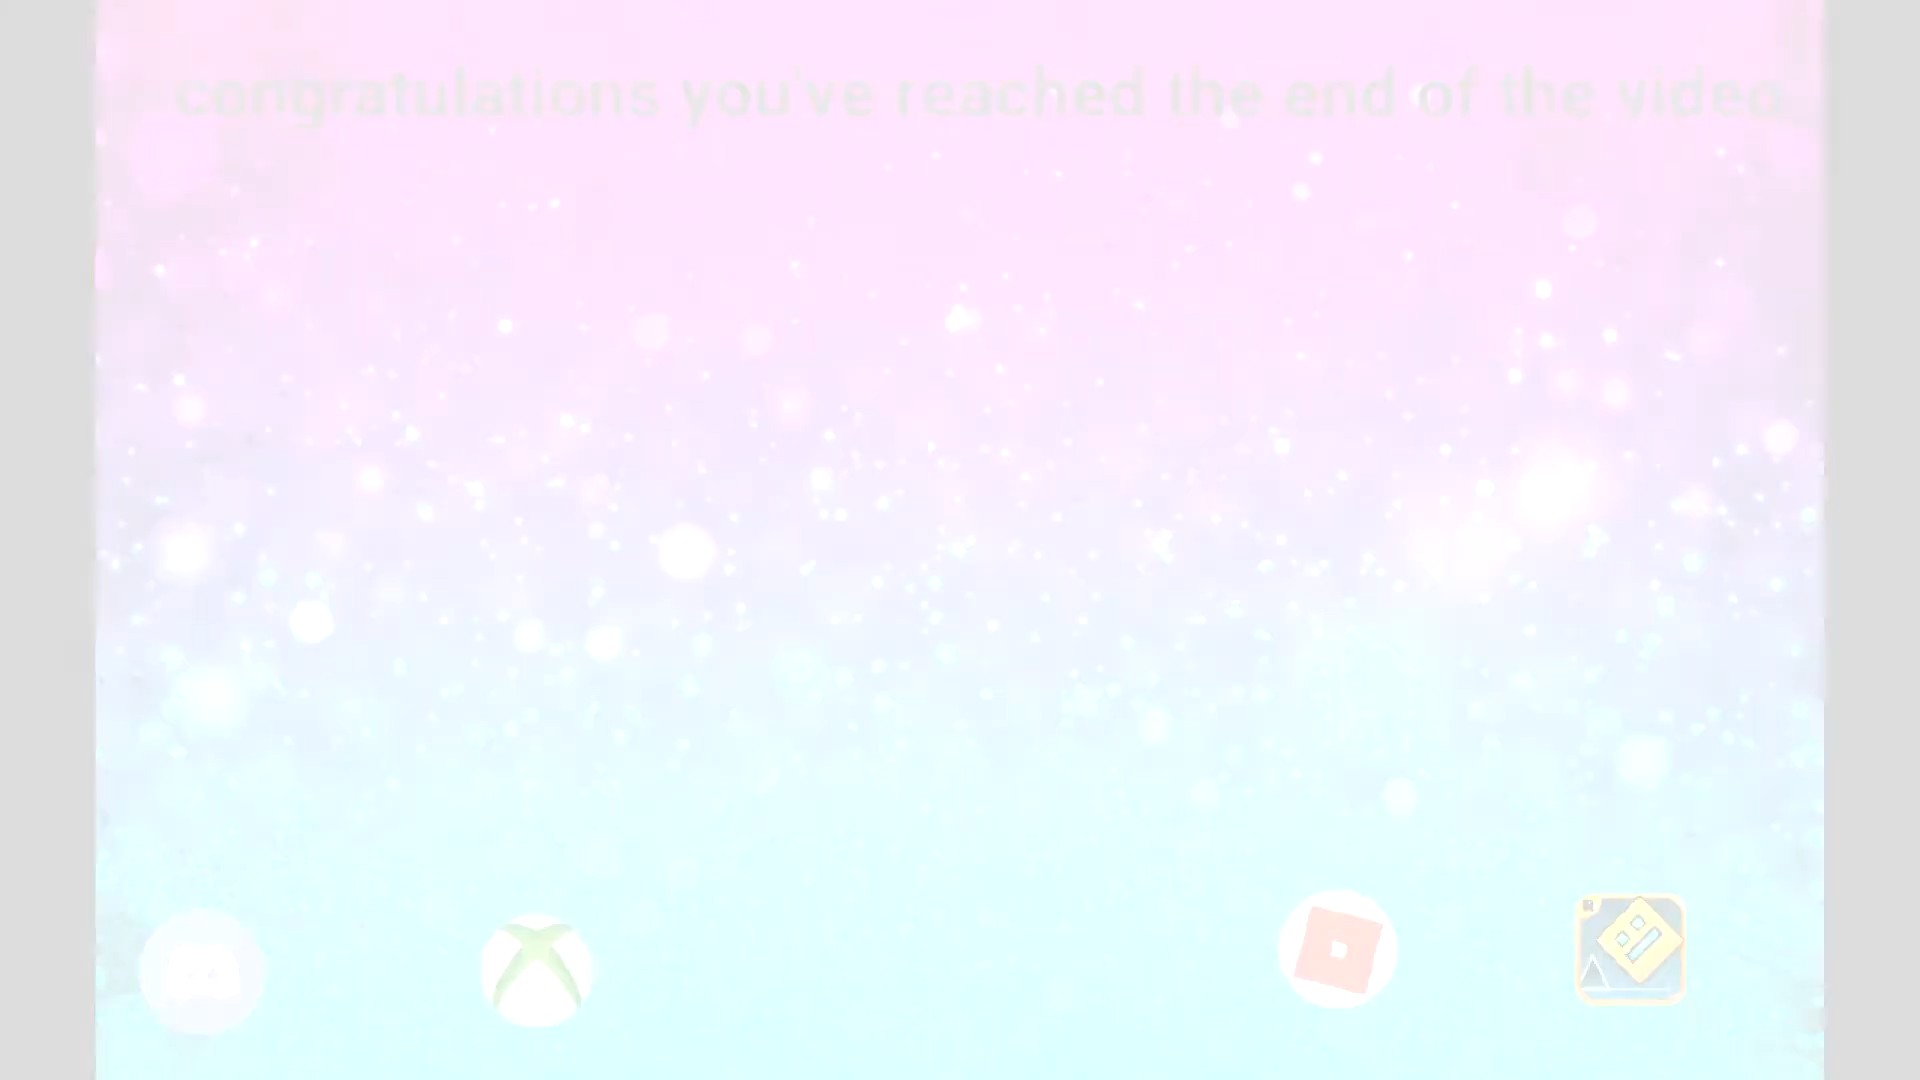 congratulations you've reached the end of the video